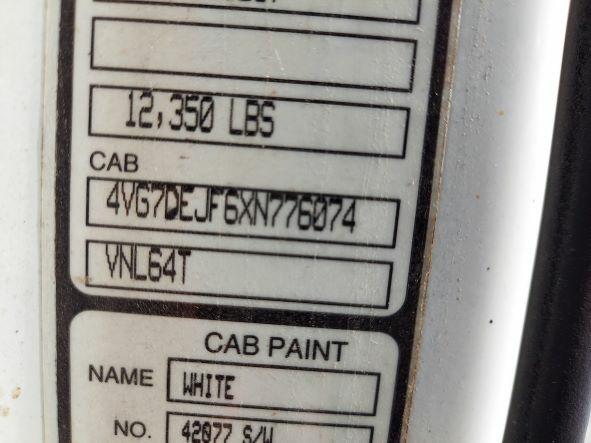 12,350 LBS
CAB
4VG7DEJF6XN776074
VNL64T
CAB PAINT
NAME WHITE
NO. 42077 S/W